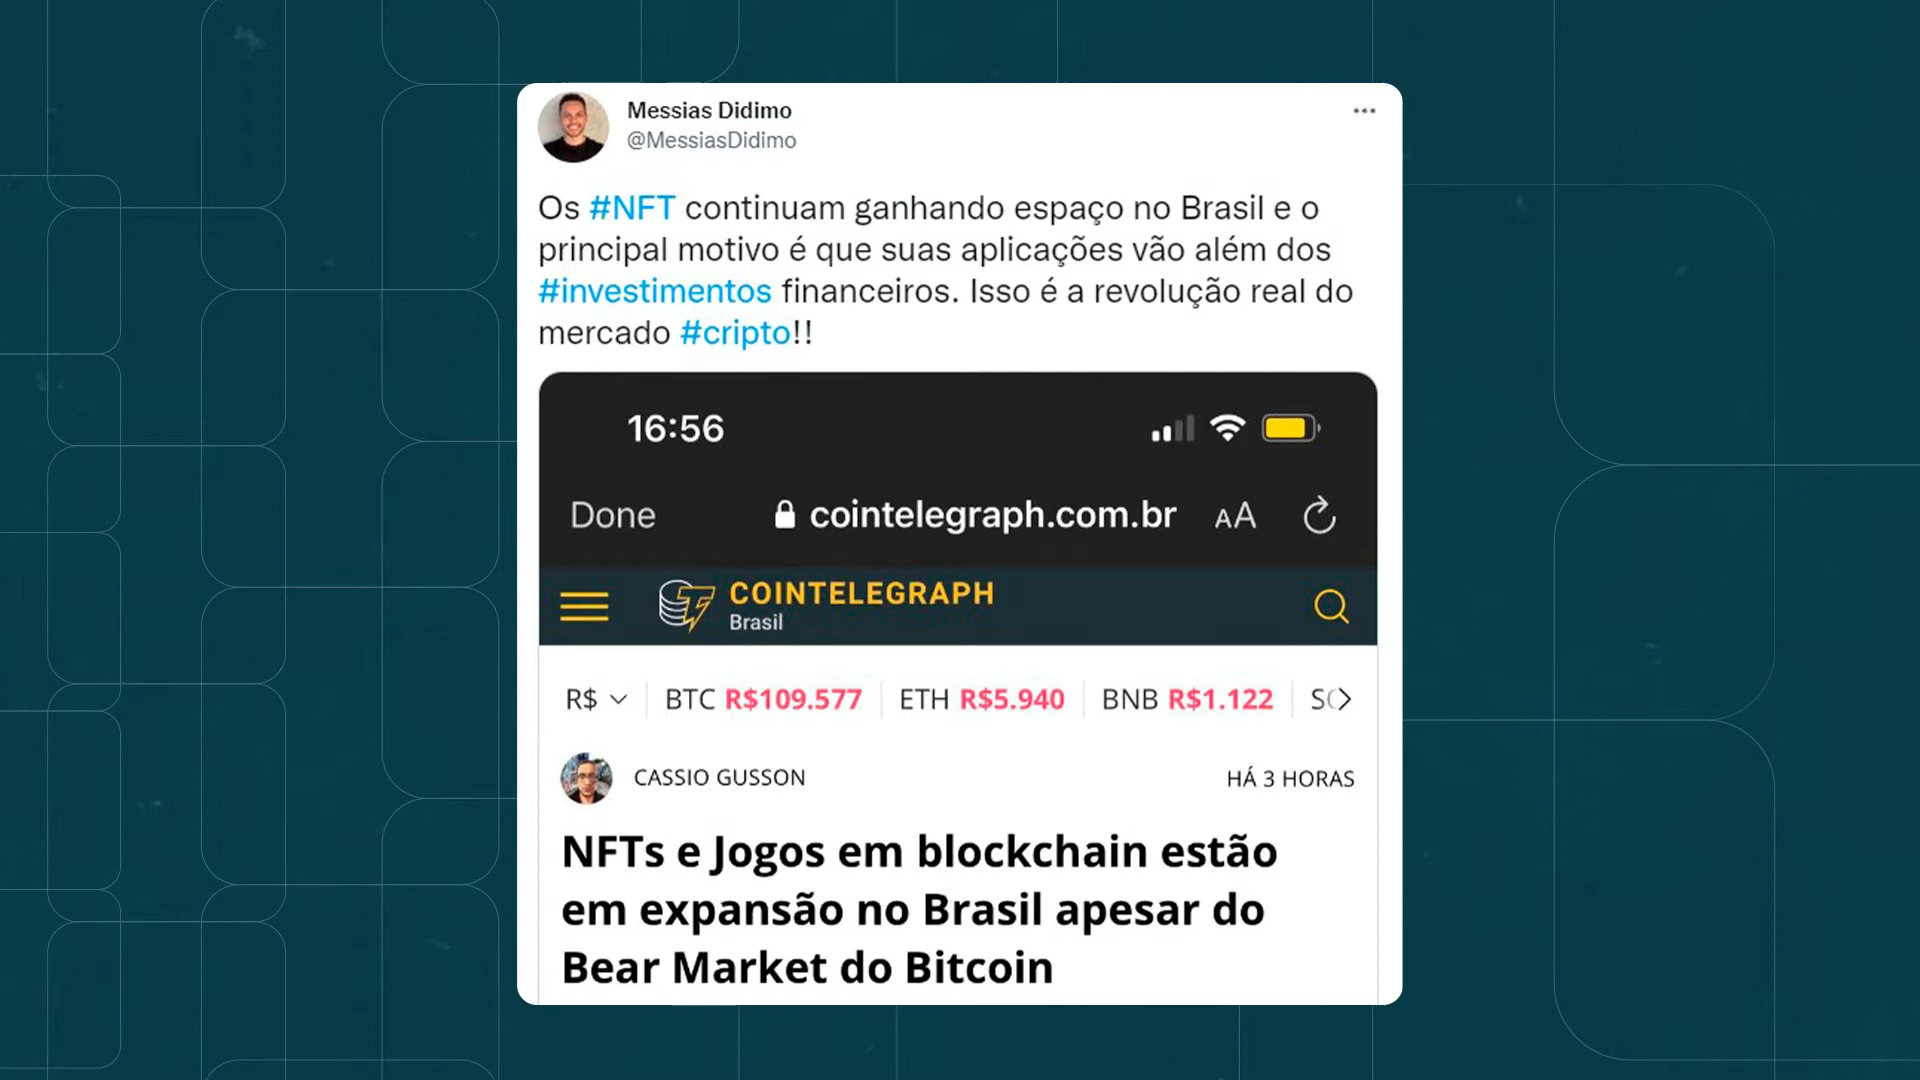 Messias Didimo
@MessiasDidimo
Os #NFT continuam ganhando espaço no Brasil e o
principal motivo é que suas aplicações vão além dos
#investimentos financeiros. Isso é a revolução real do
mercado #cripto!!
16:56
Done cointelegraph.com.br AA
COINTELEGRAPH
Brasil
R$ BTC R$109.577 ETH R$5.940 BNB R$1.122
CASSIO GUSSON HÁ 3 HORAS
NFTs e Jogos em blockchain estão
em expansão no Brasil apesar do
Bear Market do Bitcoin